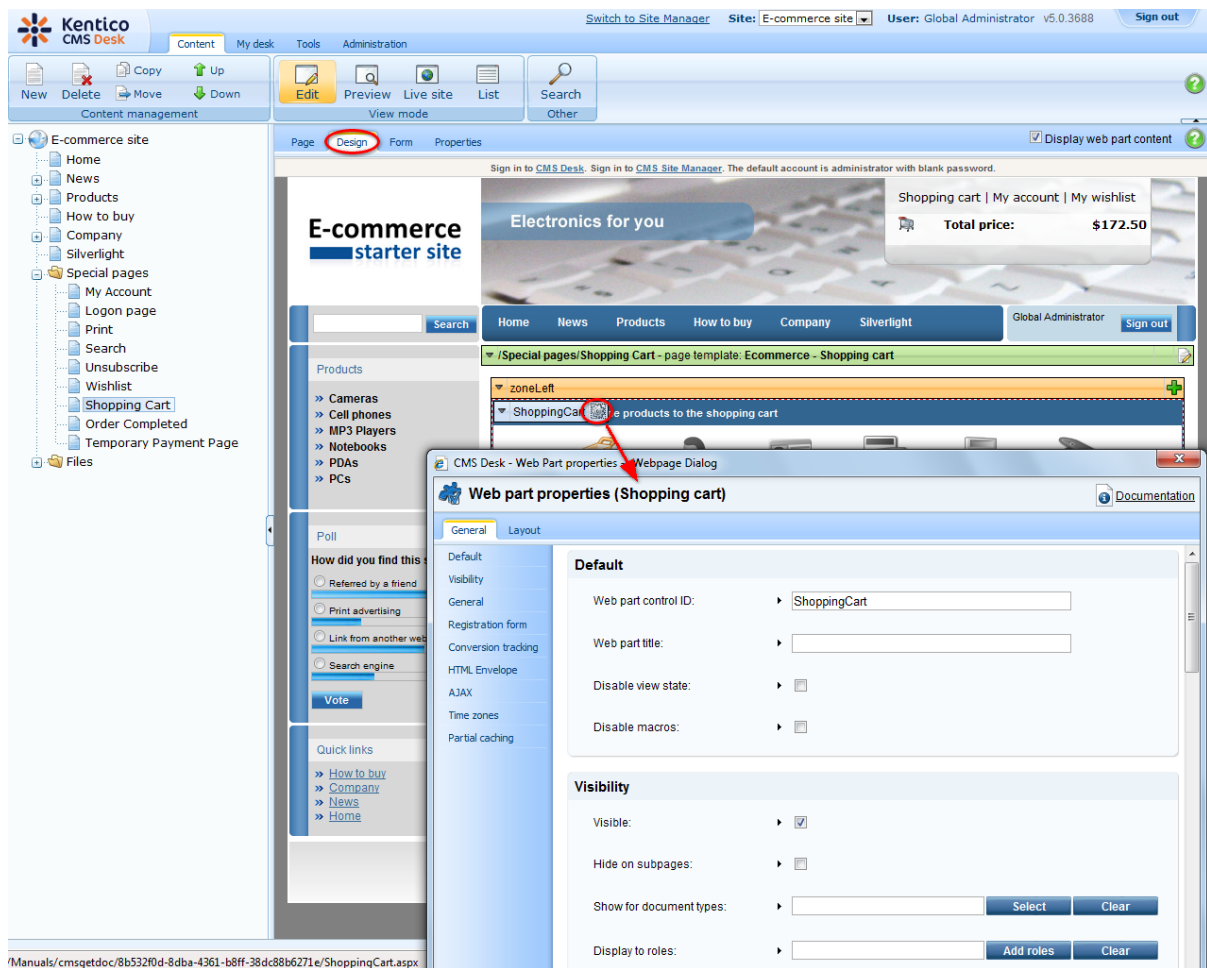 Kentico
CMS Desk
Switch to Site Manager Site: E-commerce site User: Global Administrator v5.0.3688 Sign out
Content My desk Tools Administration
New Delete Copy Move Up Down
Content management
Edit Preview Live site List
View mode
Search
Other
E-commerce site
Home
News
Products
How to buy
Company
Silverlight
Special pages
My Account
Logon page
Print
Search
Unsubscribe
Wishlist
Shopping Cart
Order Completed
Temporary Payment Page
Files
Page Design Form Properties
Display web part content
Sign in to CMS Desk. Sign in to CMS Site Manager. The default account is administrator with blank password.
E-commerce
starter site
Electronics for you
Shopping cart | My account | My wishlist
Total price: $172.50
Search
Home News Products How to buy Company Silverlight
Global Administrator
Sign out
/Special pages/Shopping Cart - page template: Ecommerce - Shopping cart
zoneLeft
ShoppingCart
products to the shopping cart
Products
» Cameras
» Cell phones
» MP3 Players
» Notebooks
» PDAs
» PCs
Poll
How did you find this
Referred by a friend
Print advertising
Link from another web
Search engine
Vote
Quick links
» How to buy
» Company
» News
» Home
CMS Desk - Web Part properties -- Webpage Dialog
Web part properties (Shopping cart)
Documentation
General Layout
Default
Visibility
General
Registration form
Conversion tracking
HTML Envelope
AJAX
Time zones
Partial caching
Default
Web part control ID: ShoppingCart
Web part title:
Disable view state:
Disable macros:
Visibility
Visible:
Hide on subpages:
Show for document types: Select Clear
Display to roles: Add roles Clear
/Manuals/cmsgetdoc/8b532f0d-8dba-4361-b8ff-38dc88b6271e/ShoppingCart.aspx